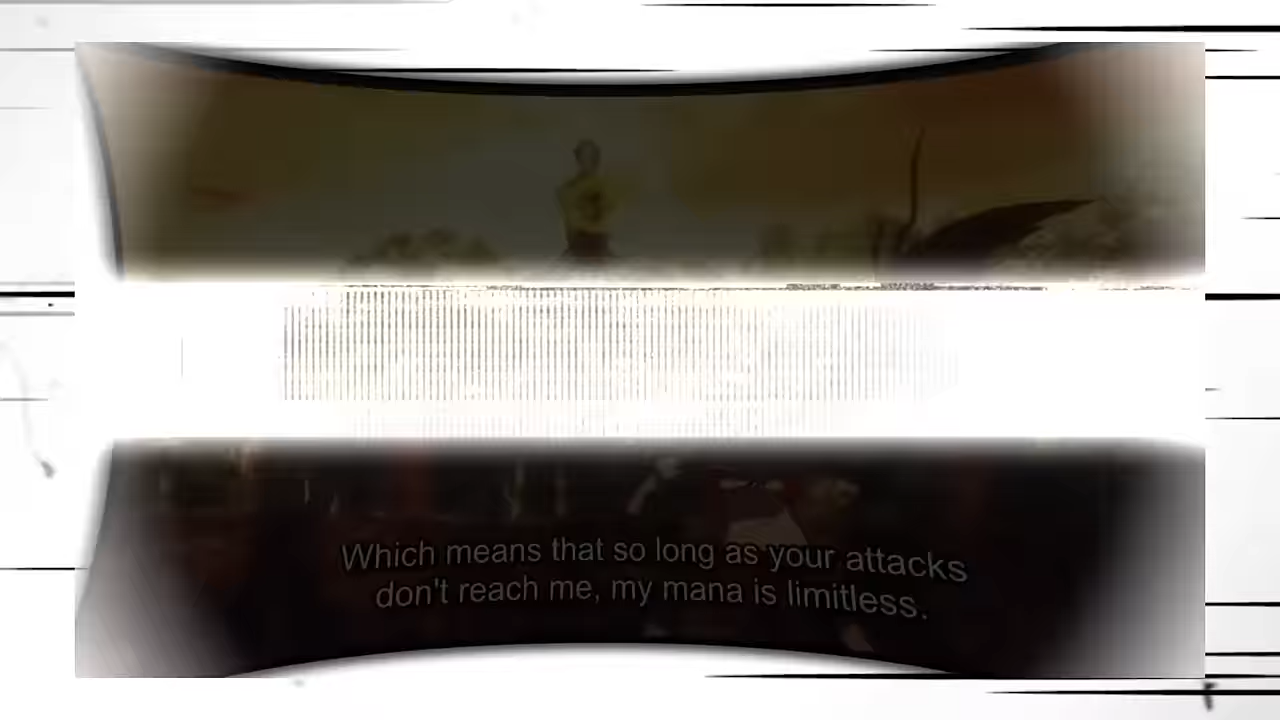 Which means that so long as your attacks
don't reach me, my mana is limitless.